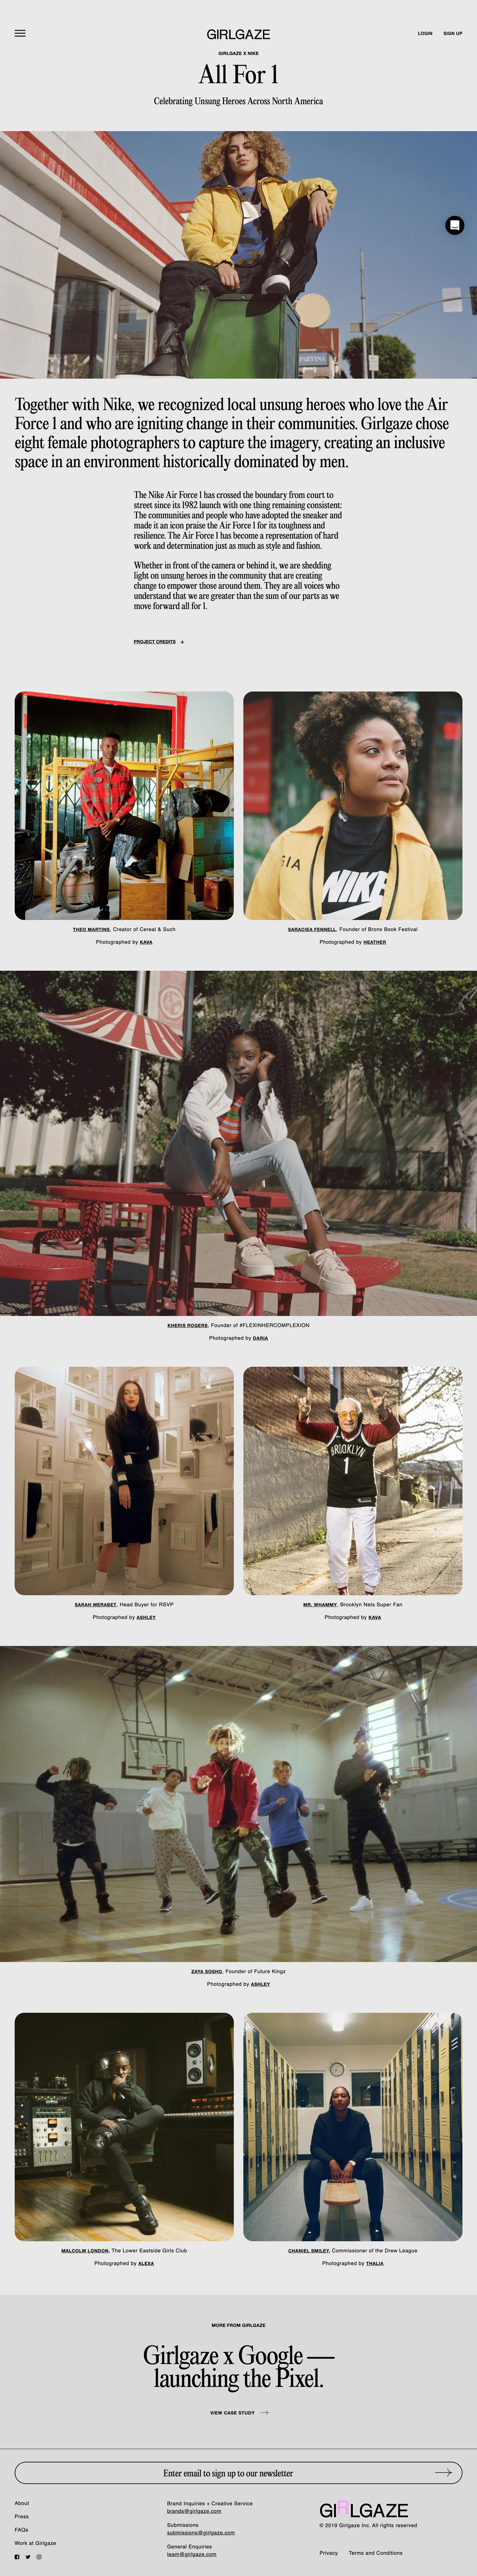 GIRLGAZE
LOGIN SIGN UP
GIRLGAZE X NIKE
All For 1
Celebrating Unsung Heroes Across North America
PARTINA
Together with Nike, we recognized local unsung heroes who love the Air
Force 1 and who are igniting change in their communities. Girlgaze chose
eight female photographers to capture the imagery, creating an inclusive
space in an environment historically dominated by men.
The Nike Air Force 1 has crossed the boundary from court to
street since its 1982 launch with one thing remaining consistent:
The communities and people who have adopted the sneaker and
made it an icon praise the Air Force 1 for its toughness and
resilience. The Air Force 1 has become a representation of hard
work and determination just as much as style and fashion.
Whether in front of the camera or behind it, we are shedding
light on unsung heroes in the community that are creating
change to empower those around them. They are all voices who
understand that we are greater than the sum of our parts as we
move forward all for 1.
PROJECT CREDITS +
NIKE
THEO MARTINS, Creator of Cereal & Such
Photographed by KAVA
SARACIEA FENNELL, Founder of Bronx Book Festival
Photographed by HEATHER
KHERIS ROGERS, Founder of #FLEXINHERCOMPLEXION
Photographed by DARIA
BROOKLYN
1
SARAH MERABET, Head Buyer for RSVP
Photographed by ASHLEY
MR. WHAMMY, Brooklyn Nets Super Fan
Photographed by KAVA
ZAYA SOSHO, Founder of Future Kingz
Photographed by ASHLEY
MALCOLM LONDON, The Lower Eastside Girls Club
Photographed by ALEXA
CHANIEL SMILEY, Commissioner of the Drew League
Photographed by THALIA
MORE FROM GIRLGAZE
Girlgaze x Google —
launching the Pixel.
VIEW CASE STUDY
Enter email to sign up to our newsletter
About
Press
FAQs
Work at Girlgaze
Brand Inquiries + Creative Service
brands@girlgaze.com
Submissions
submissions@girlgaze.com
General Enquiries
team@girlgaze.com
GIRLGAZE
© 2019 Girlgaze Inc. All rights reserved
Privacy Terms and Conditions